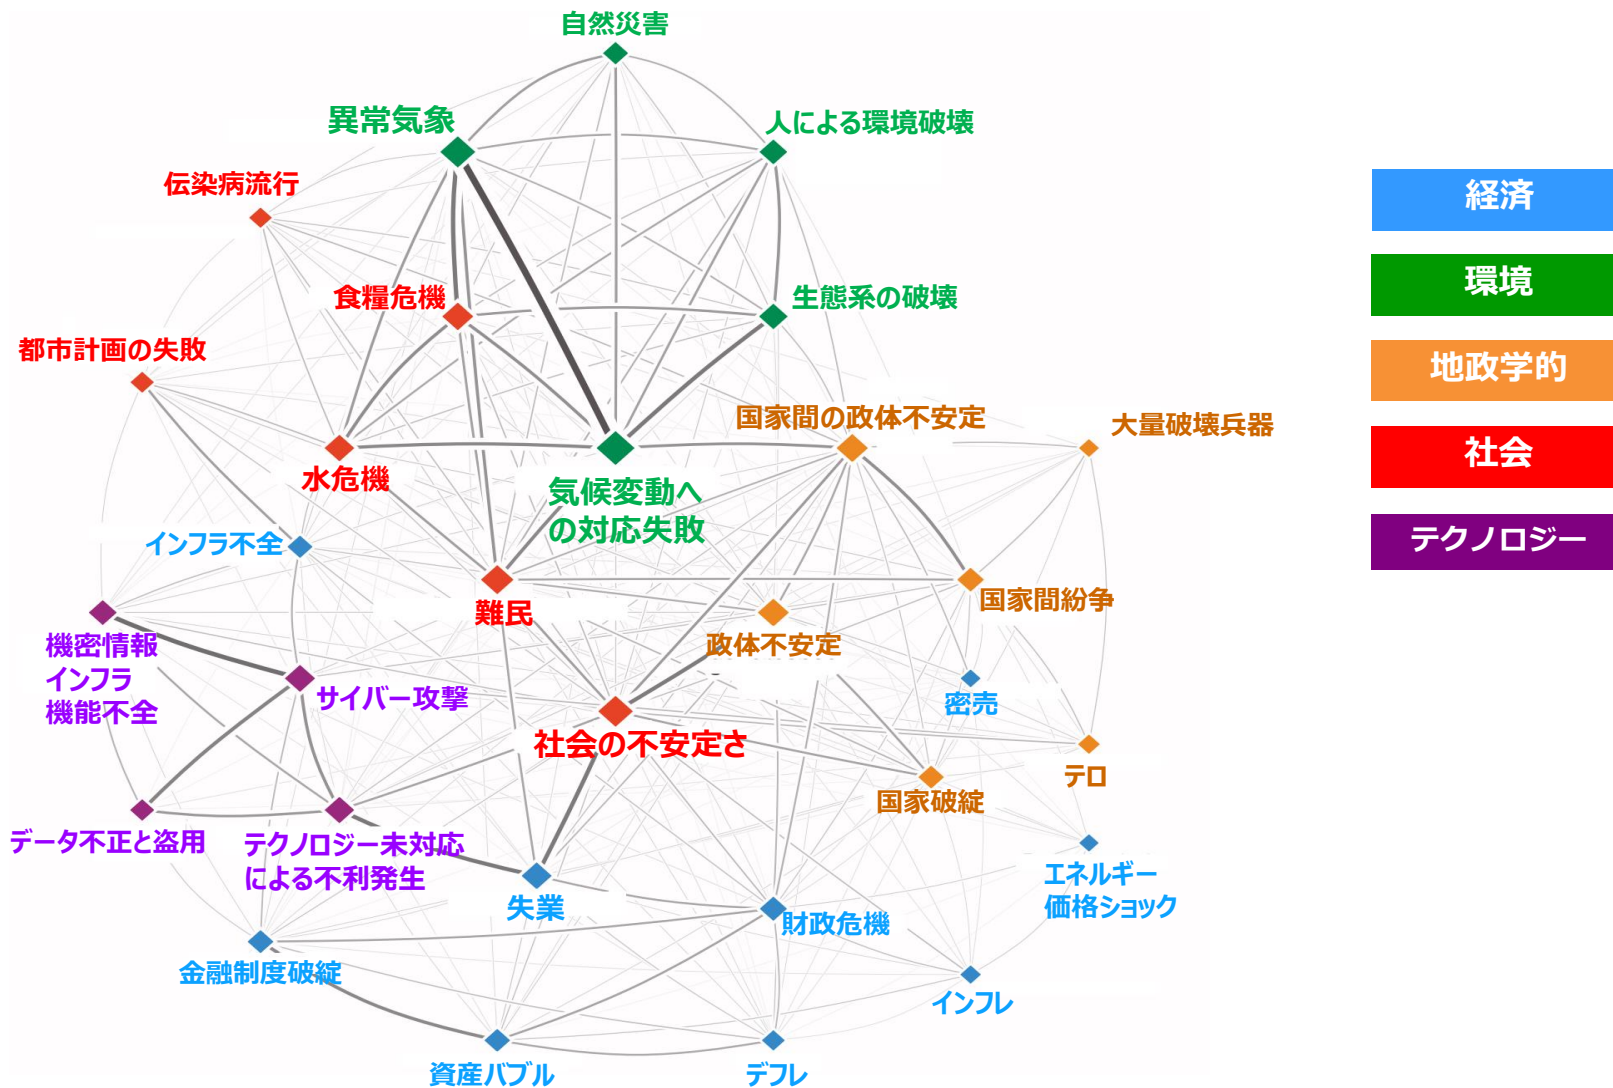 自然災害
異常気象
人による環境破壊
伝染病流行
経済
環境
食糧危機
生態系の破壊
都市計画の失敗
地政学的
国家間の政体不安定
大量破壊兵器
社会
水危機
気候変動へ
の対応失敗
テクノロジー
インフラ不全
難民
国家間紛争
機密情報
インフラ
機能不全
政体不安定
サイバー攻撃
密売
社会の不安定さ
テロ
国家破綻
データ不正と盗用
テクノロジー未対応
による不利発生
エネルギー
価格ショック
失業
財政危機
金融制度破綻
インフレ
資産バブル
デフレ